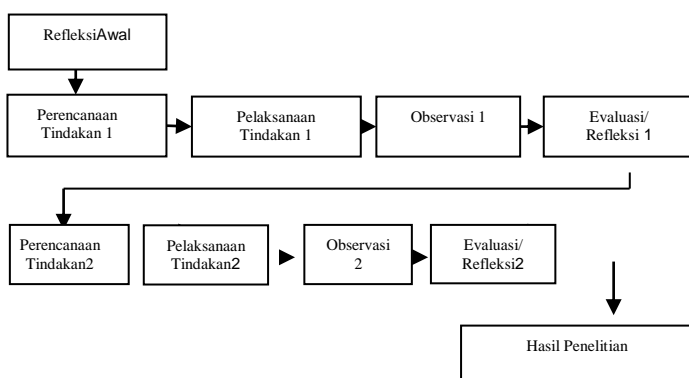 RefleksiAwal
Perencanaan
Tindakan 1
Pelaksanaan
Tindakan 1
Observasi 1
Evaluasi/
Refleksi 1
Perencanaan
Tindakan2
Pelaksanaan
Tindakan2
Observasi
2
Evaluasi/
Refleksi2
Hasil Penelitian